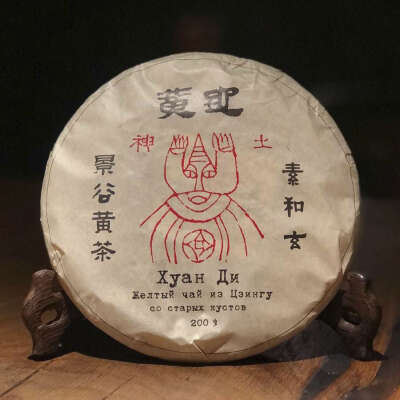 黄
神 土
景谷黄茶
素和玄
Хуан Ди
Желтый чай из Цзингу
со старых кустов
200 g